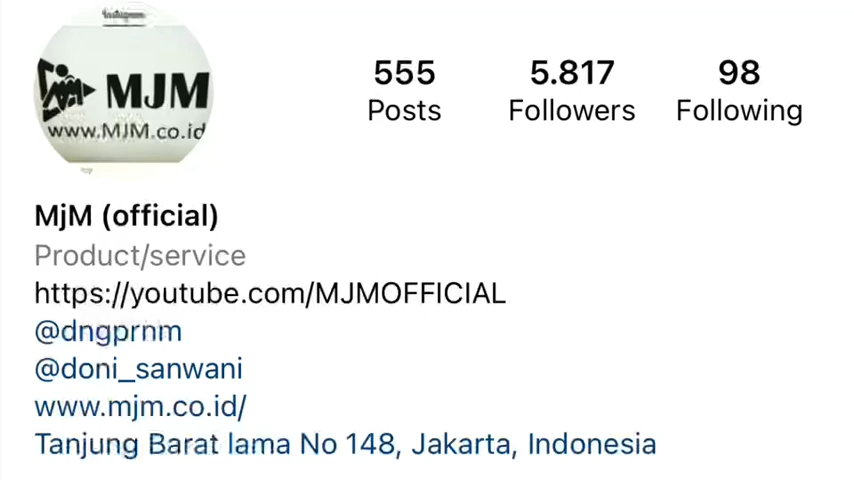 MJM
www.MJM.co.id
555 5.817 98
Posts Followers Following
MjM (official)
Product/service
https://youtube.com/MJMOFFICIAL
@dngprnm
@doni_sanwani
www.mjm.co.id/
Tanjung Barat lama No 148, Jakarta, Indonesia